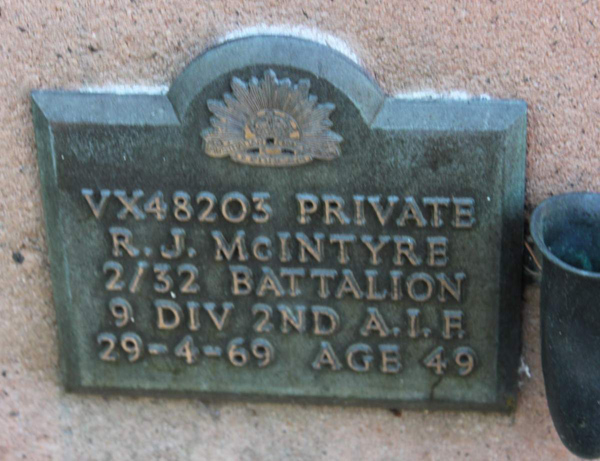 VX48203 PRIVATE
R. J. McINTYRE
2/32 BATTALION
9 DIV 2ND A.I.F.
29-4-69 AGE 49